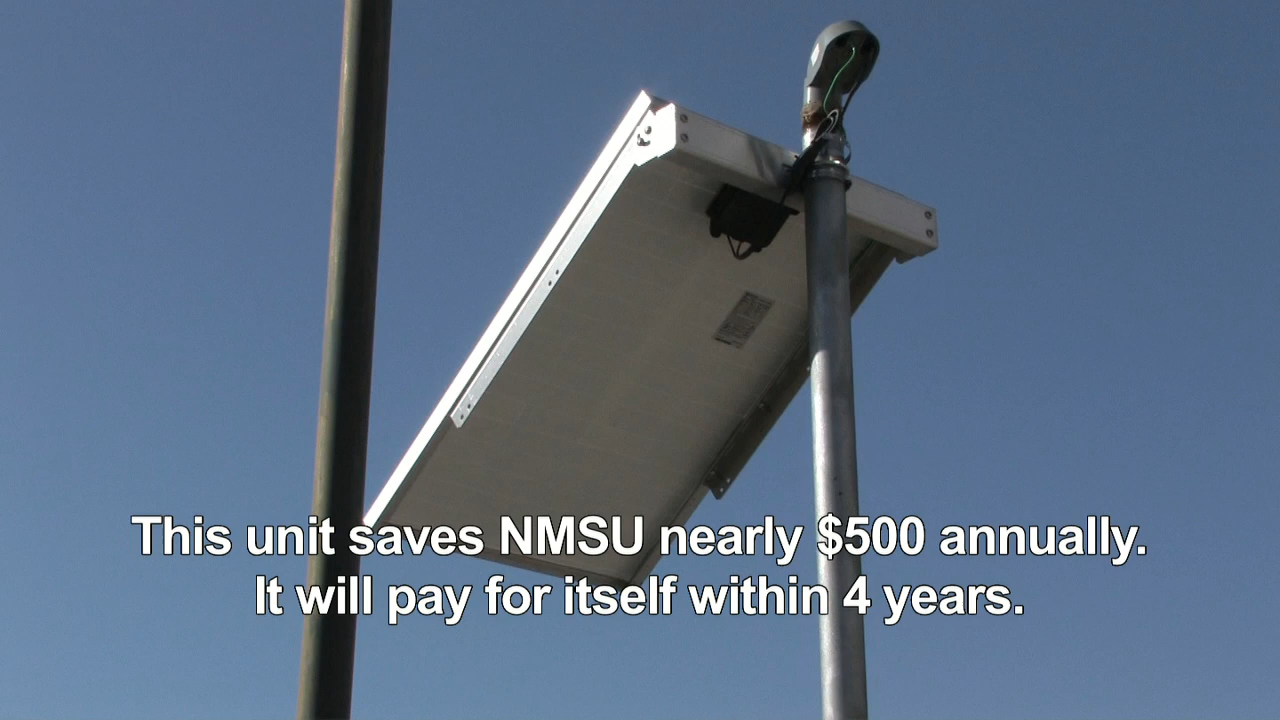 This unit saves NMSU nearly $500 annually.
It will pay for itself within 4 years.